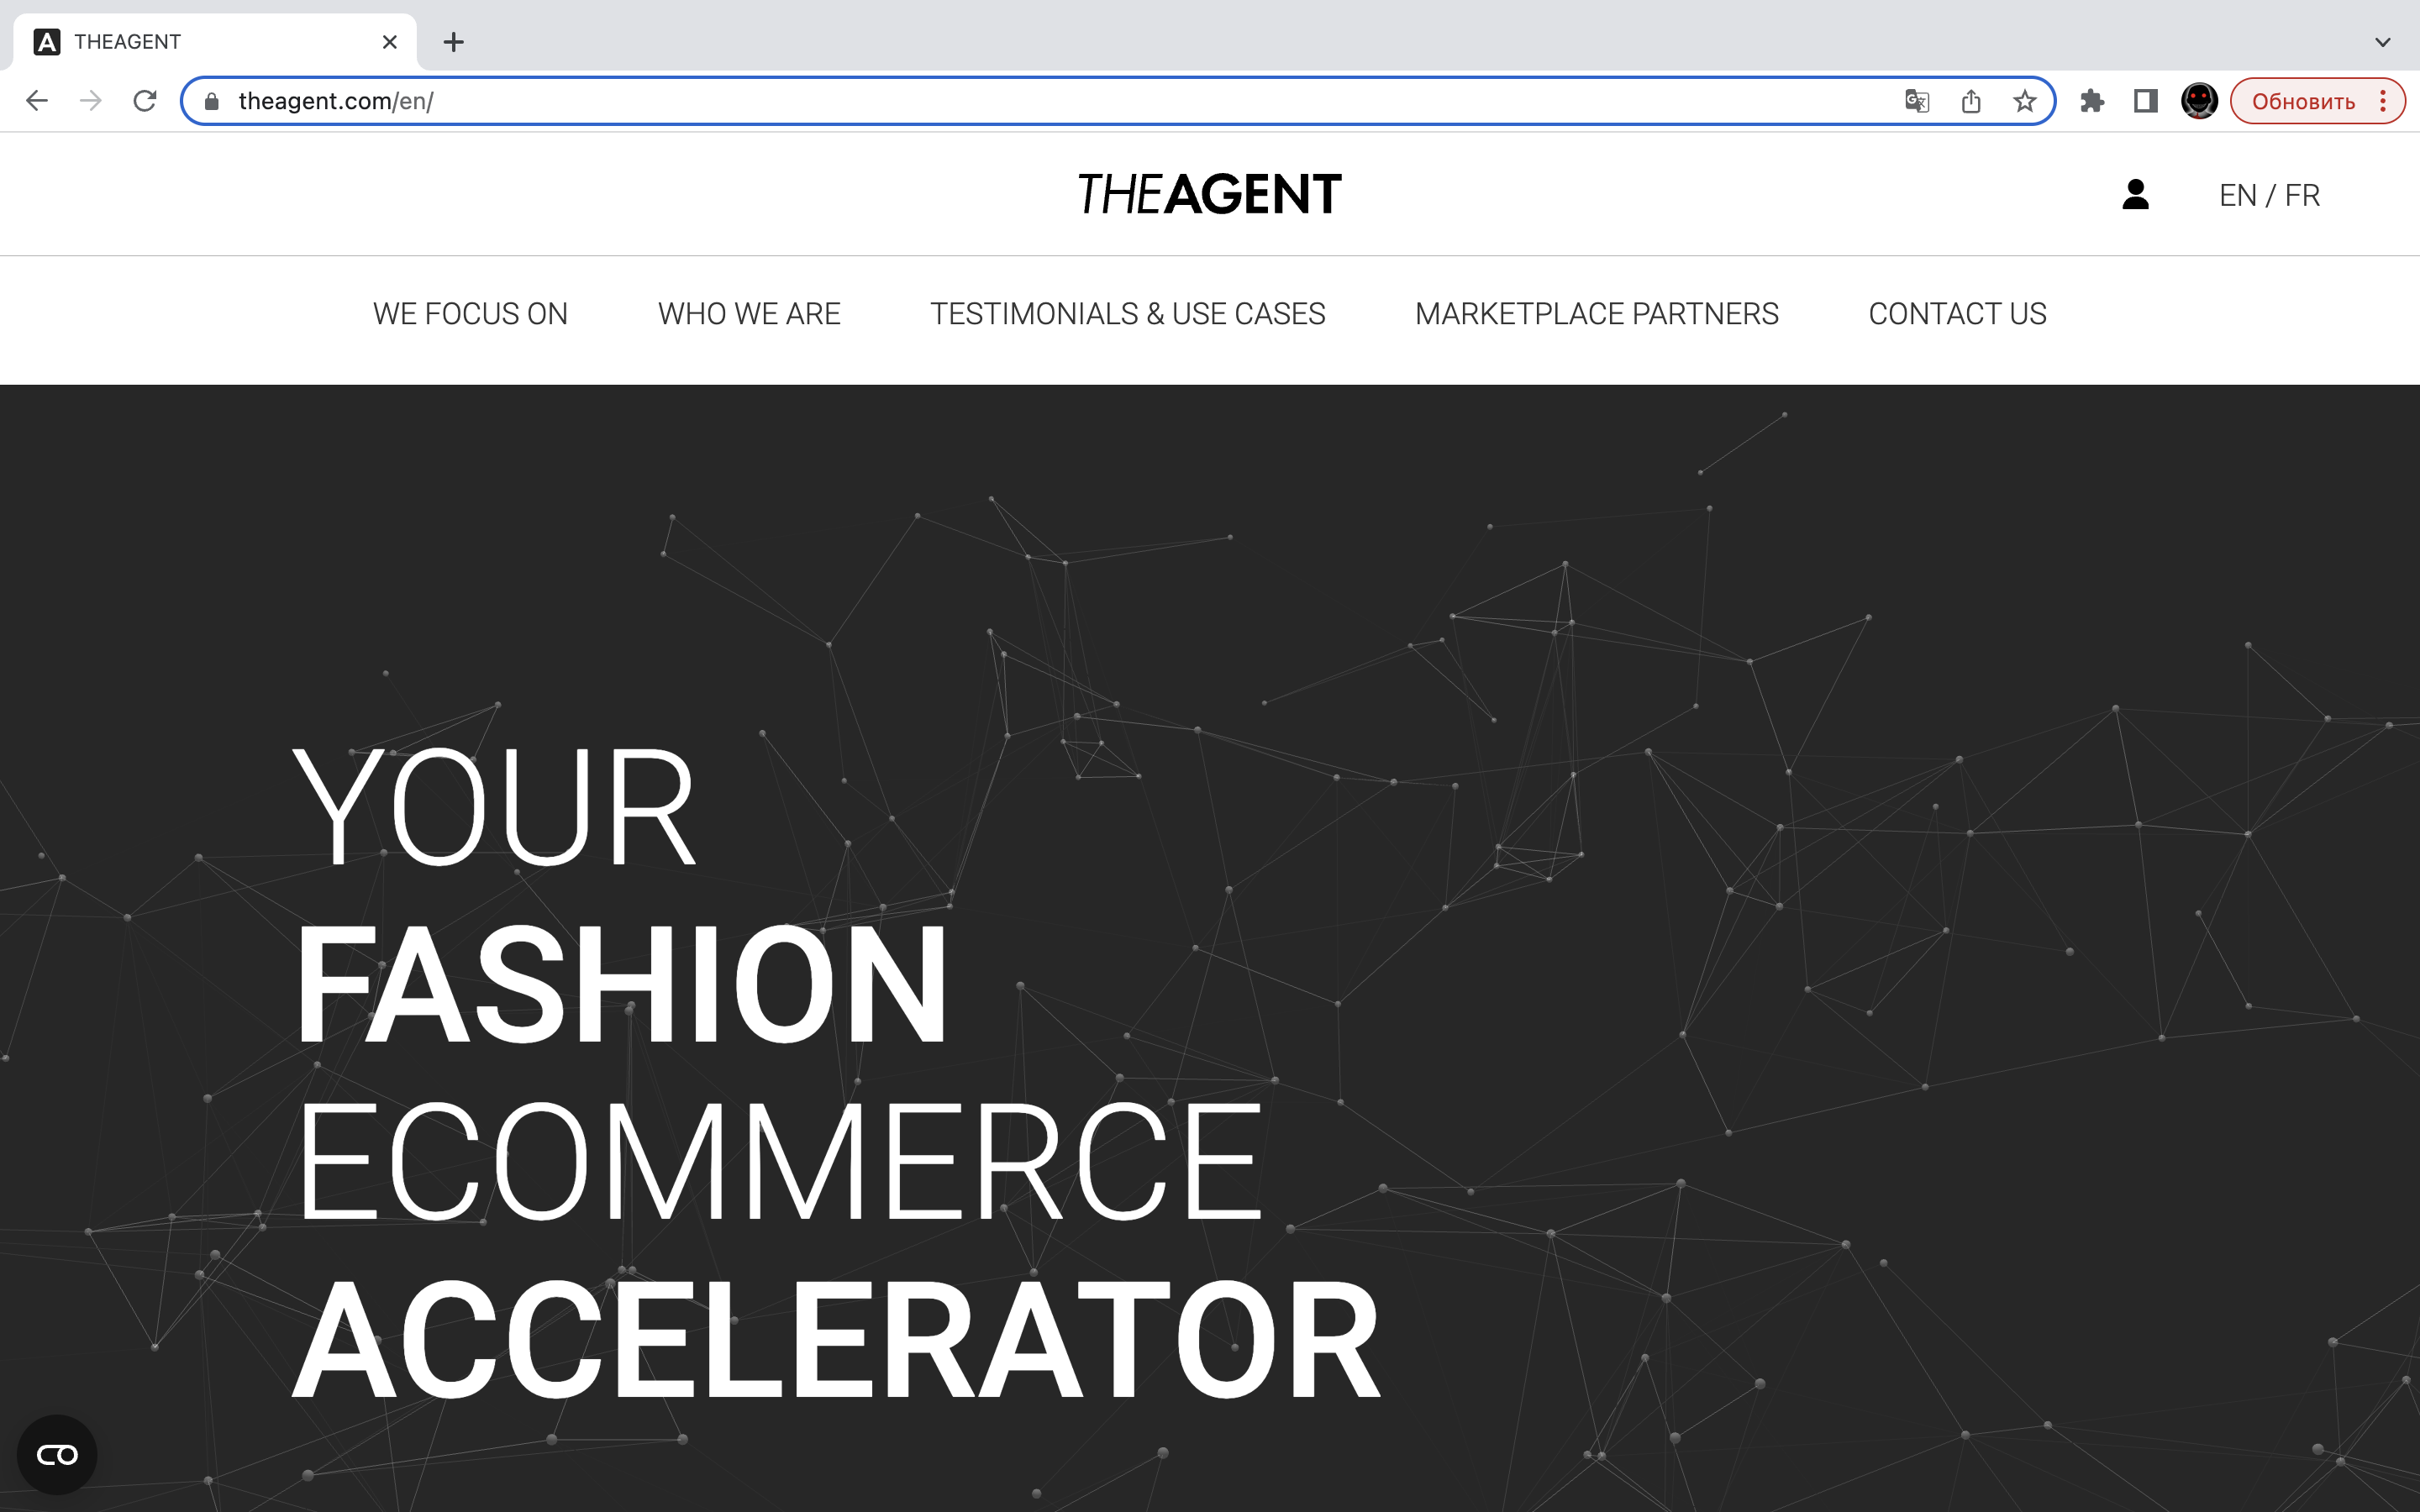 THEAGENT
theagent.com/en/
Обновить
THEAGENT
EN / FR
WE FOCUS ON
WHO WE ARE
TESTIMONIALS & USE CASES
MARKETPLACE PARTNERS
CONTACT US
YOUR
FASHION
ECOMMERCE
ACCELERATOR